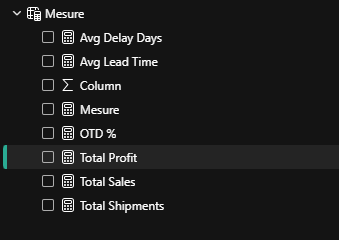 Mesure
Avg Delay Days
Avg Lead Time
Column
Mesure
OTD %
Total Profit
Total Sales
Total Shipments